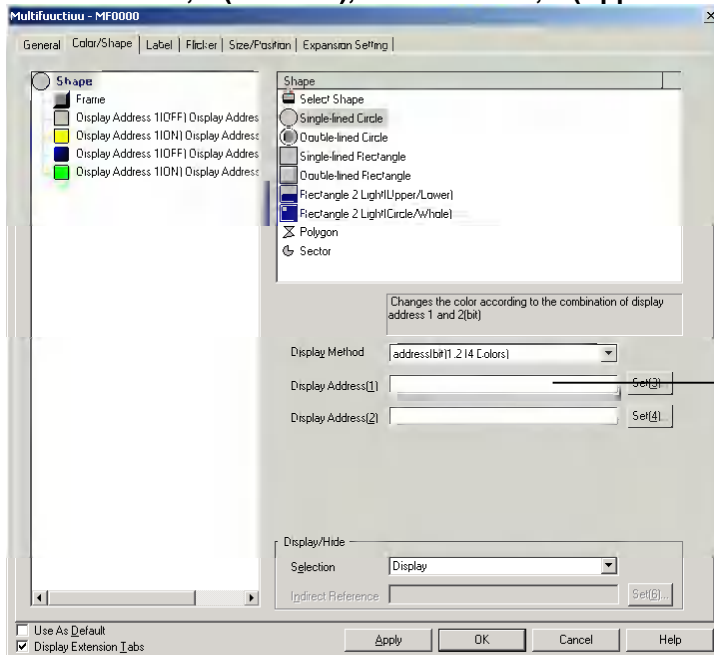 Multifuuctiuu - MF0000
General Calar/Shape Label Flicker Size/Pasitran Expansran Setting
Shape
Frame
Display Address 1(OFF) Display Addres
Display Address 1(ON) Display Address
Display Address 1(OFF) Display Addres
Display Address 1(ON) Display Address
Shape
Select Shape
Single-lined Circle
Double-lined Circle
Single-lined Rectangle
Double-lined Rectangle
Rectangle 2 Light(Upper/Lower)
Rectangle 2 Light(Circle/Whale)
Polygon
Sector
Changes the color according to the combination of display
address 1 and 2(bit)
Display Method address(bit)1,2 (4 Colors)
Display Address(1) Set(3)...
Display Address(2) Set(4)...
Display/Hide
Selection Display
Indirect Reference Set(6)...
Use As Default
Display Extension Tabs
Apply OK Cancel Help